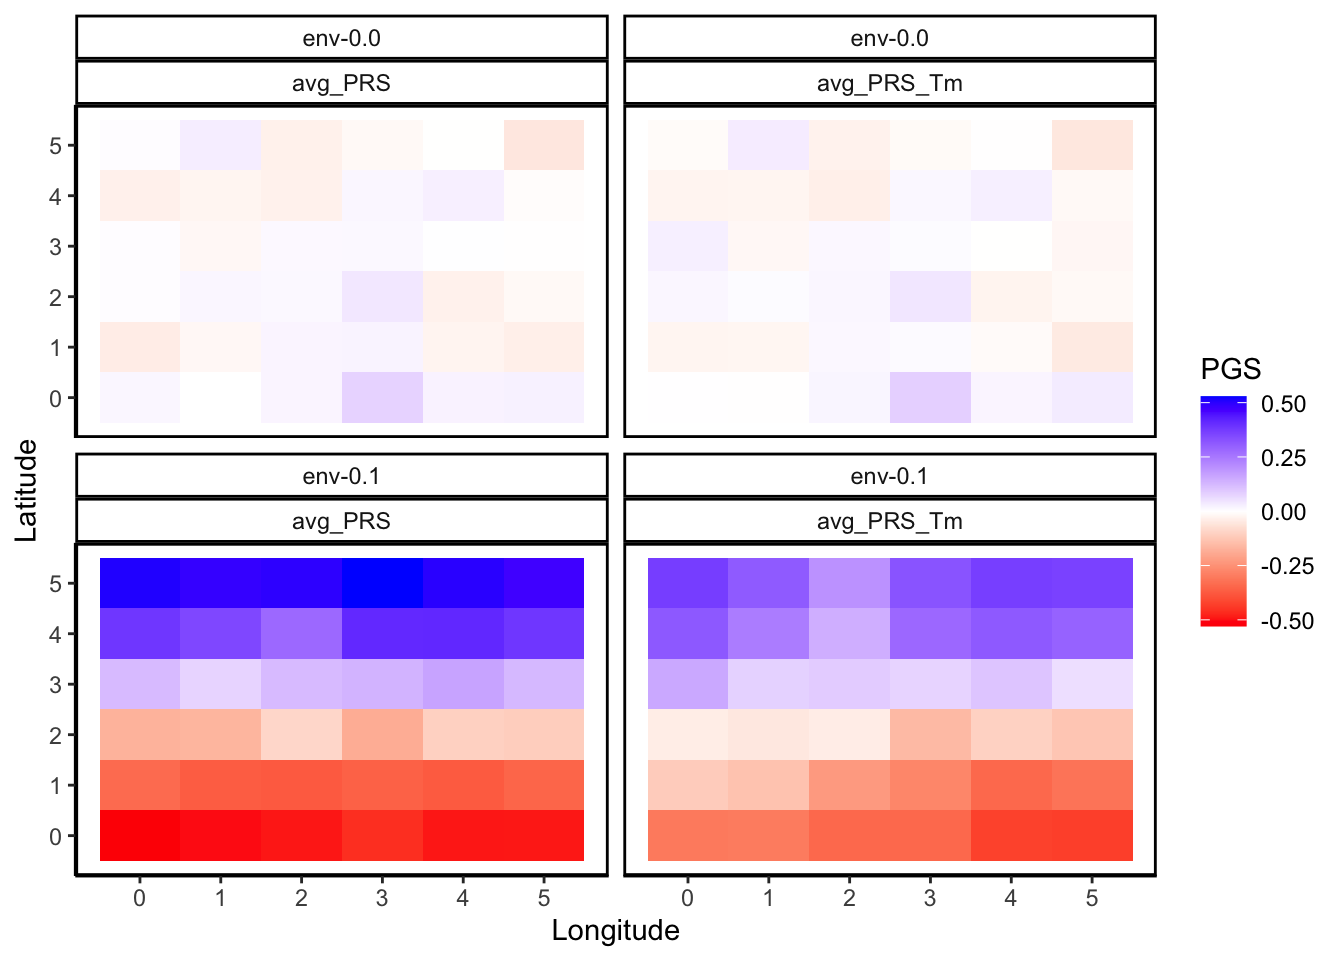 env-0.0
env-0.0
avg_PRS
avg_PRS_Tm
5
4
3
2
1
0
env-0.1
env-0.1
avg_PRS
avg_PRS_Tm
5
4
3
2
1
0
0 1 2 3 4 5
0 1 2 3 4 5
Longitude
Latitude
PGS
0.50
0.25
0.00
-0.25
-0.50